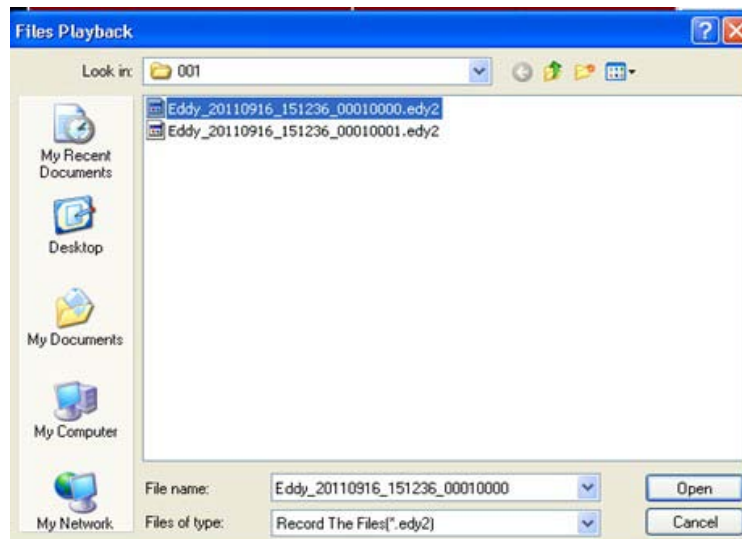 Files Playback
Look in: 001
Eddy_20110916_151236_00010000.edy2
Eddy_20110916_151236_00010001.edy2
My Recent
Documents
Desktop
My Documents
My Computer
My Network
File name: Eddy_20110916_151236_00010000 Open
Files of type: Record The Files(*.edy2) Cancel